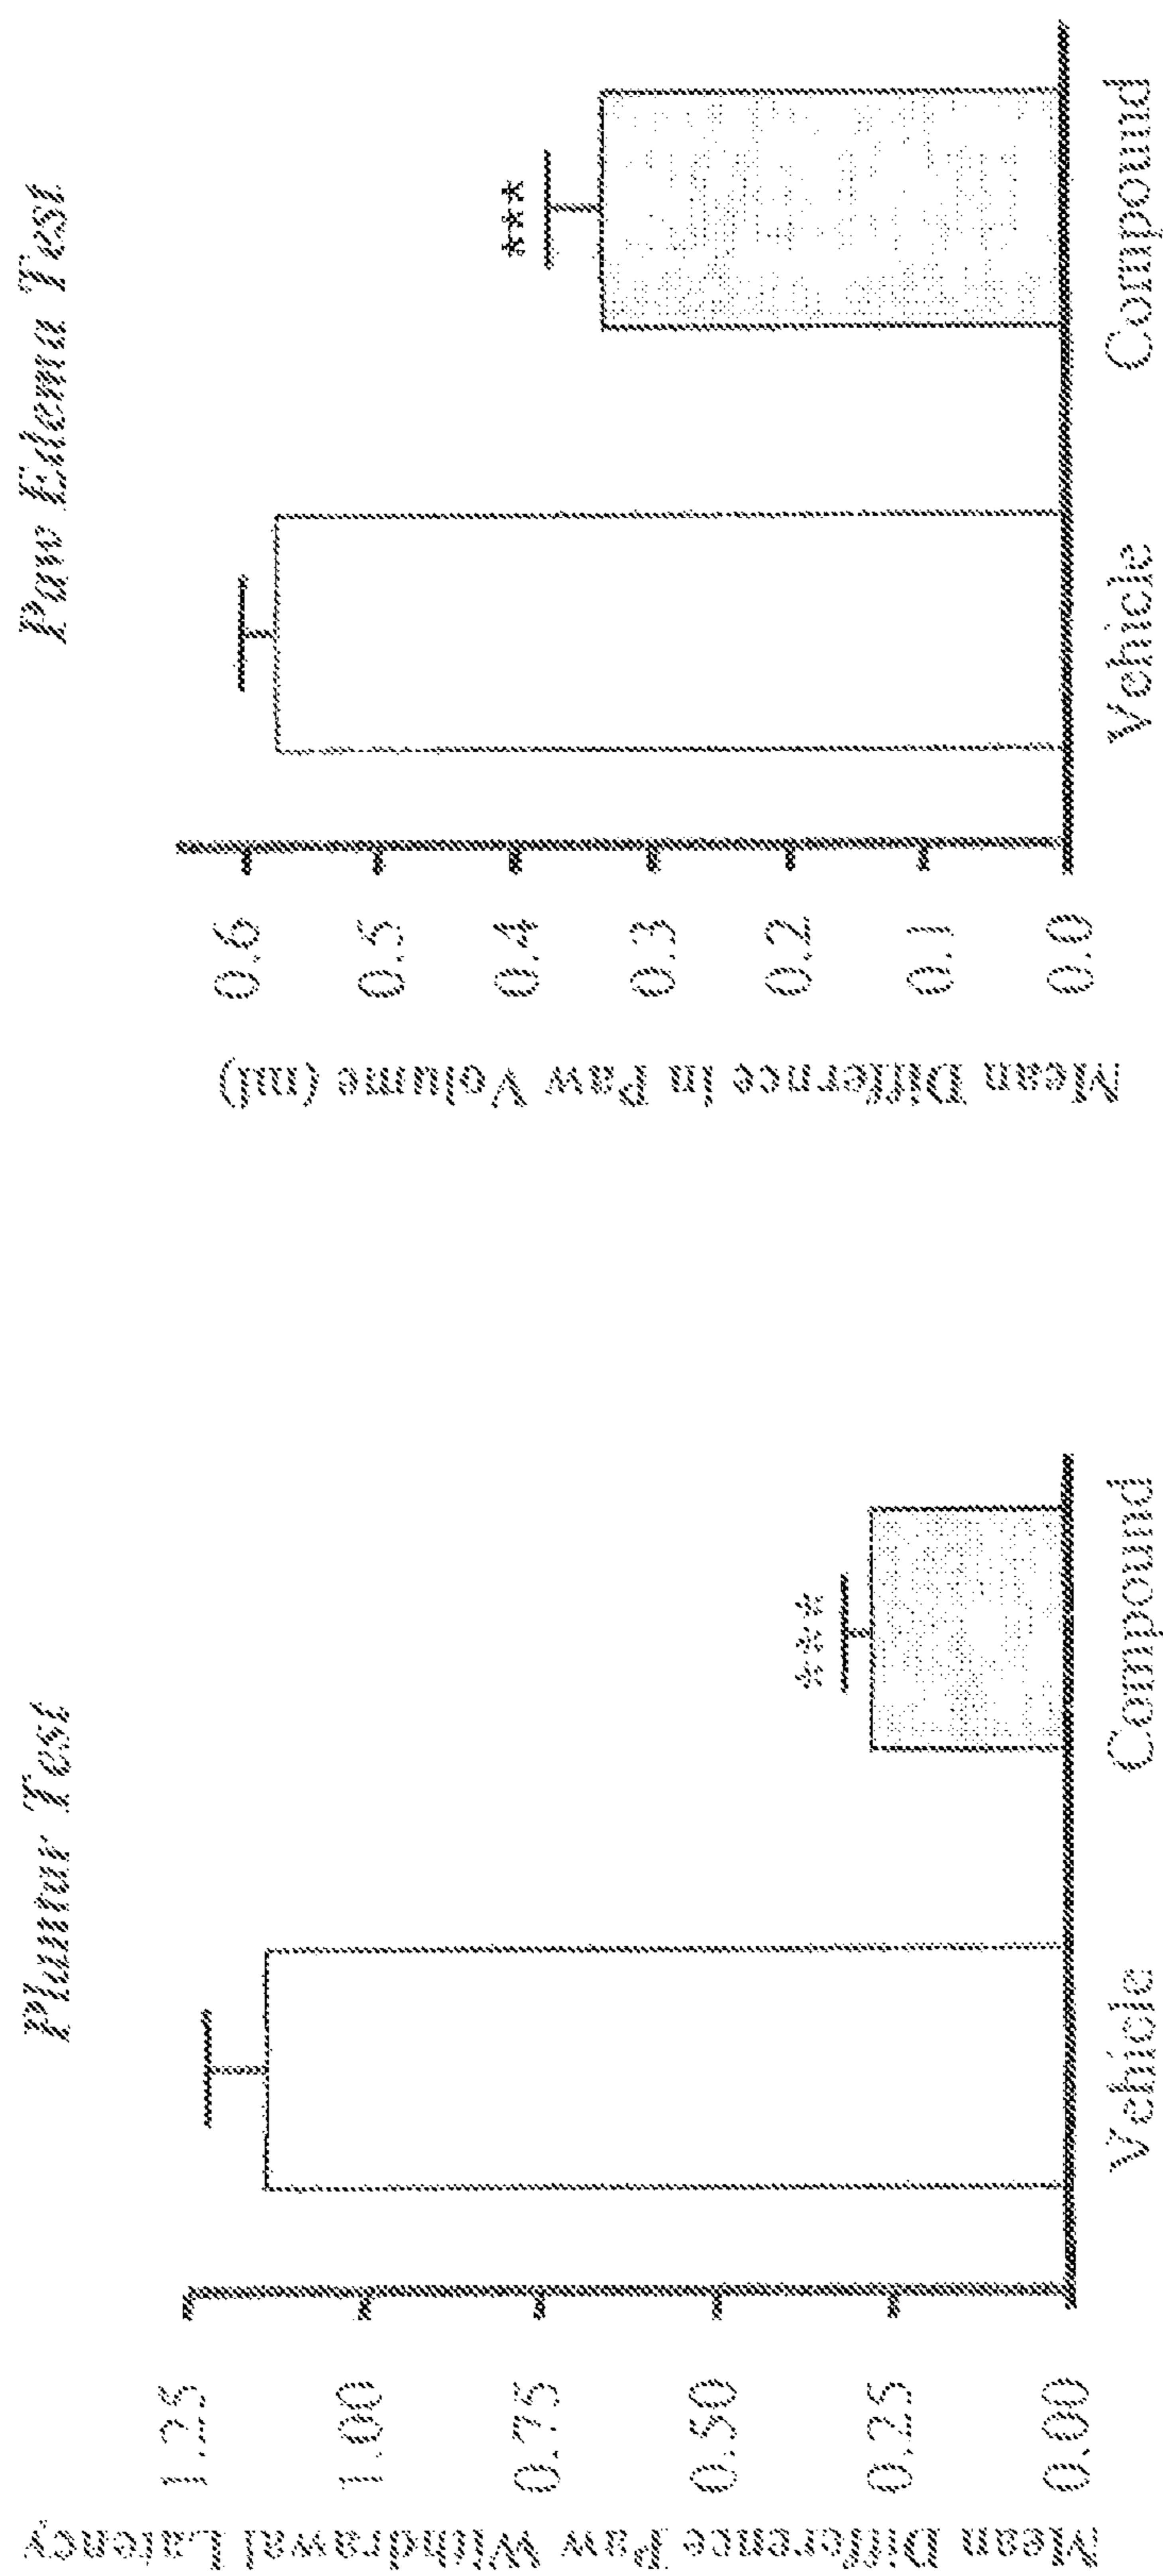 Plantar Test
Mean Difference Paw Withdrawal Latency
1.25
1.00
0.75
0.50
0.25
0.00
***
Vehicle
Compound
Paw Edema Test
Mean Differnce in Paw Volume (ml)
0.6
0.5
0.4
0.3
0.2
0.1
0.0
***
Vehicle
Compound